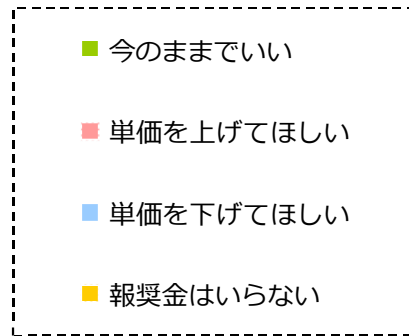 今のままでいい
単価を上げてほしい
単価を下げてほしい
報奨金はいらない